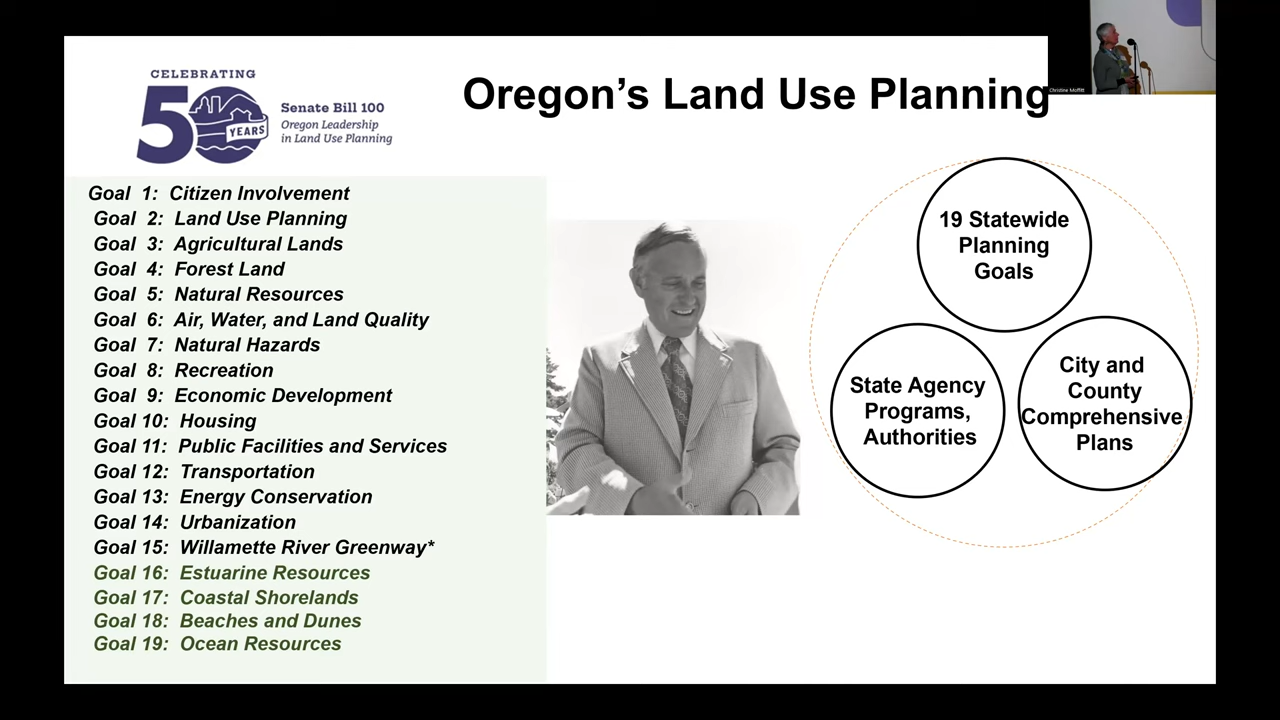 CELEBRATING
50
YEARS
Senate Bill 100
Oregon Leadership
in Land Use Planning
Oregon's Land Use Planning
Christine Moffitt
Goal 1: Citizen Involvement
Goal 2: Land Use Planning
Goal 3: Agricultural Lands
Goal 4: Forest Land
Goal 5: Natural Resources
Goal 6: Air, Water, and Land Quality
Goal 7: Natural Hazards
Goal 8: Recreation
Goal 9: Economic Development
Goal 10: Housing
Goal 11: Public Facilities and Services
Goal 12: Transportation
Goal 13: Energy Conservation
Goal 14: Urbanization
Goal 15: Willamette River Greenway*
Goal 16: Estuarine Resources
Goal 17: Coastal Shorelands
Goal 18: Beaches and Dunes
Goal 19: Ocean Resources
19 Statewide
Planning
Goals
State Agency
Programs,
Authorities
City and
County
Comprehensive
Plans